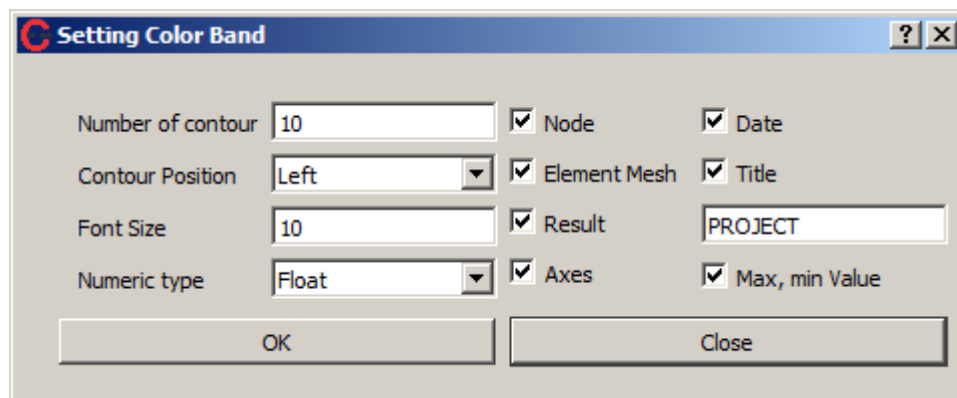 Setting Color Band
Number of contour 10 Node Date
Contour Position Left Element Mesh Title
Font Size 10 Result PROJECT
Numeric type Float Axes Max, min Value
OK Close